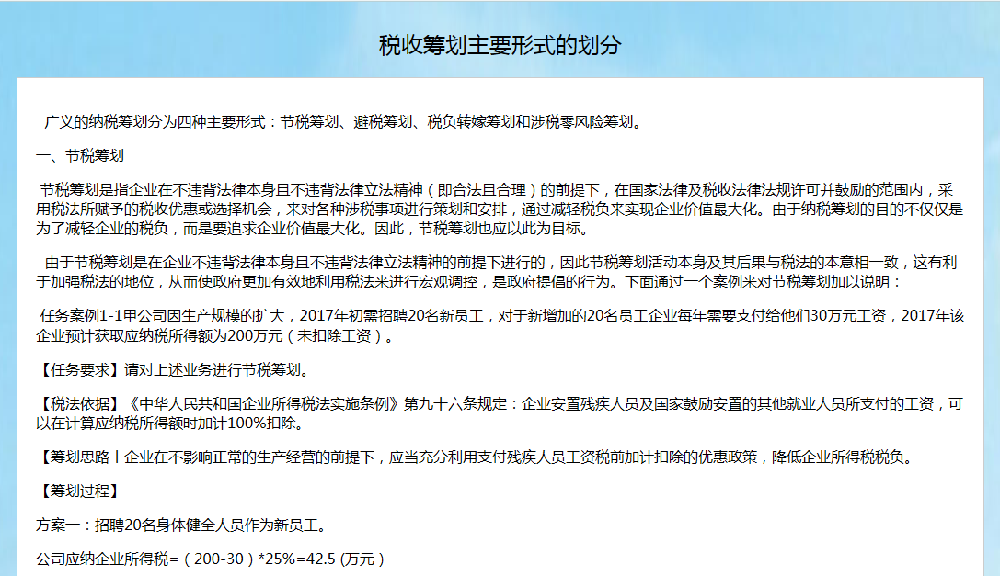 税收筹划主要形式的划分
广义的纳税筹划分为四种主要形式：节税筹划、避税筹划、税负转嫁筹划和涉税零风险筹划。
一、节税筹划
节税筹划是指企业在不违背法律本身且不违背法律立法精神（即合法且合理）的前提下，在国家法律及税收法律法规许可并鼓励的范围内，采
用税法所赋予的税收优惠或选择机会，来对各种涉税事项进行策划和安排，通过减轻税负来实现企业价值最大化。由于纳税筹划的目的不仅仅是
为了减轻企业的税负，而是要追求企业价值最大化。因此，节税筹划也应以此为目标。
由于节税筹划是在企业不违背法律本身且不违背法律立法精神的前提下进行的，因此节税筹划活动本身及其后果与税法的本意相一致，这有利
于加强税法的地位，从而使政府更加有效地利用税法来进行宏观调控，是政府提倡的行为。下面通过一个案例来对节税筹划加以说明：
任务案例1-1甲公司因生产规模的扩大，2017年初需招聘20名新员工，对于新增加的20名员工企业每年需要支付给他们30万元工资，2017年该
企业预计获取应纳税所得额为200万元（未扣除工资）。
【任务要求】请对上述业务进行节税筹划。
【税法依据】《中华人民共和国企业所得税法实施条例》第九十六条规定：企业安置残疾人员及国家鼓励安置的其他就业人员所支付的工资，可
以在计算应纳税所得额时加计100%扣除。
【筹划思路丨企业在不影响正常的生产经营的前提下，应当充分利用支付残疾人员工资税前加计扣除的优惠政策，降低企业所得税税负。
【筹划过程】
方案一：招聘20名身体健全人员作为新员工。
公司应纳企业所得税=（200-30）*25%=42.5 (万元）